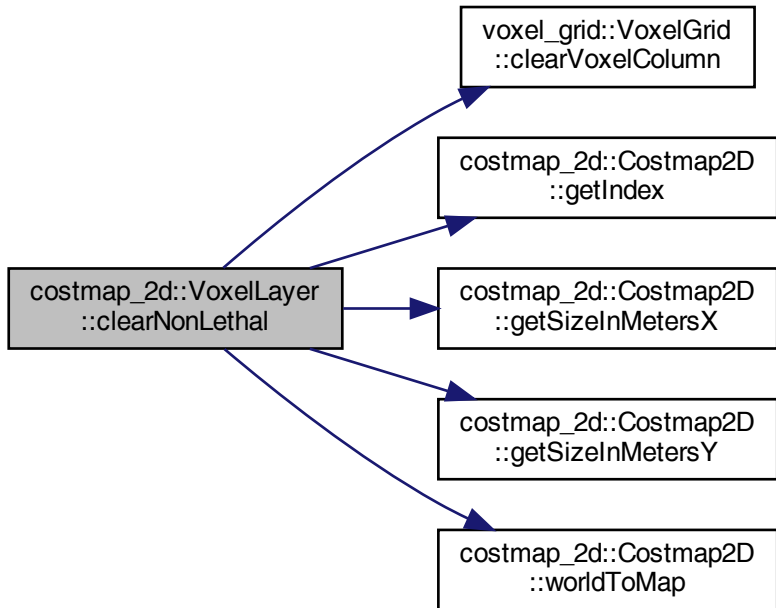 voxel_grid::VoxelGrid
::clearVoxelColumn
costmap_2d::Costmap2D
::getIndex
costmap_2d::VoxelLayer
::clearNonLethal
costmap_2d::Costmap2D
::getSizeInMetersX
costmap_2d::Costmap2D
::getSizeInMetersY
costmap_2d::Costmap2D
::worldToMap